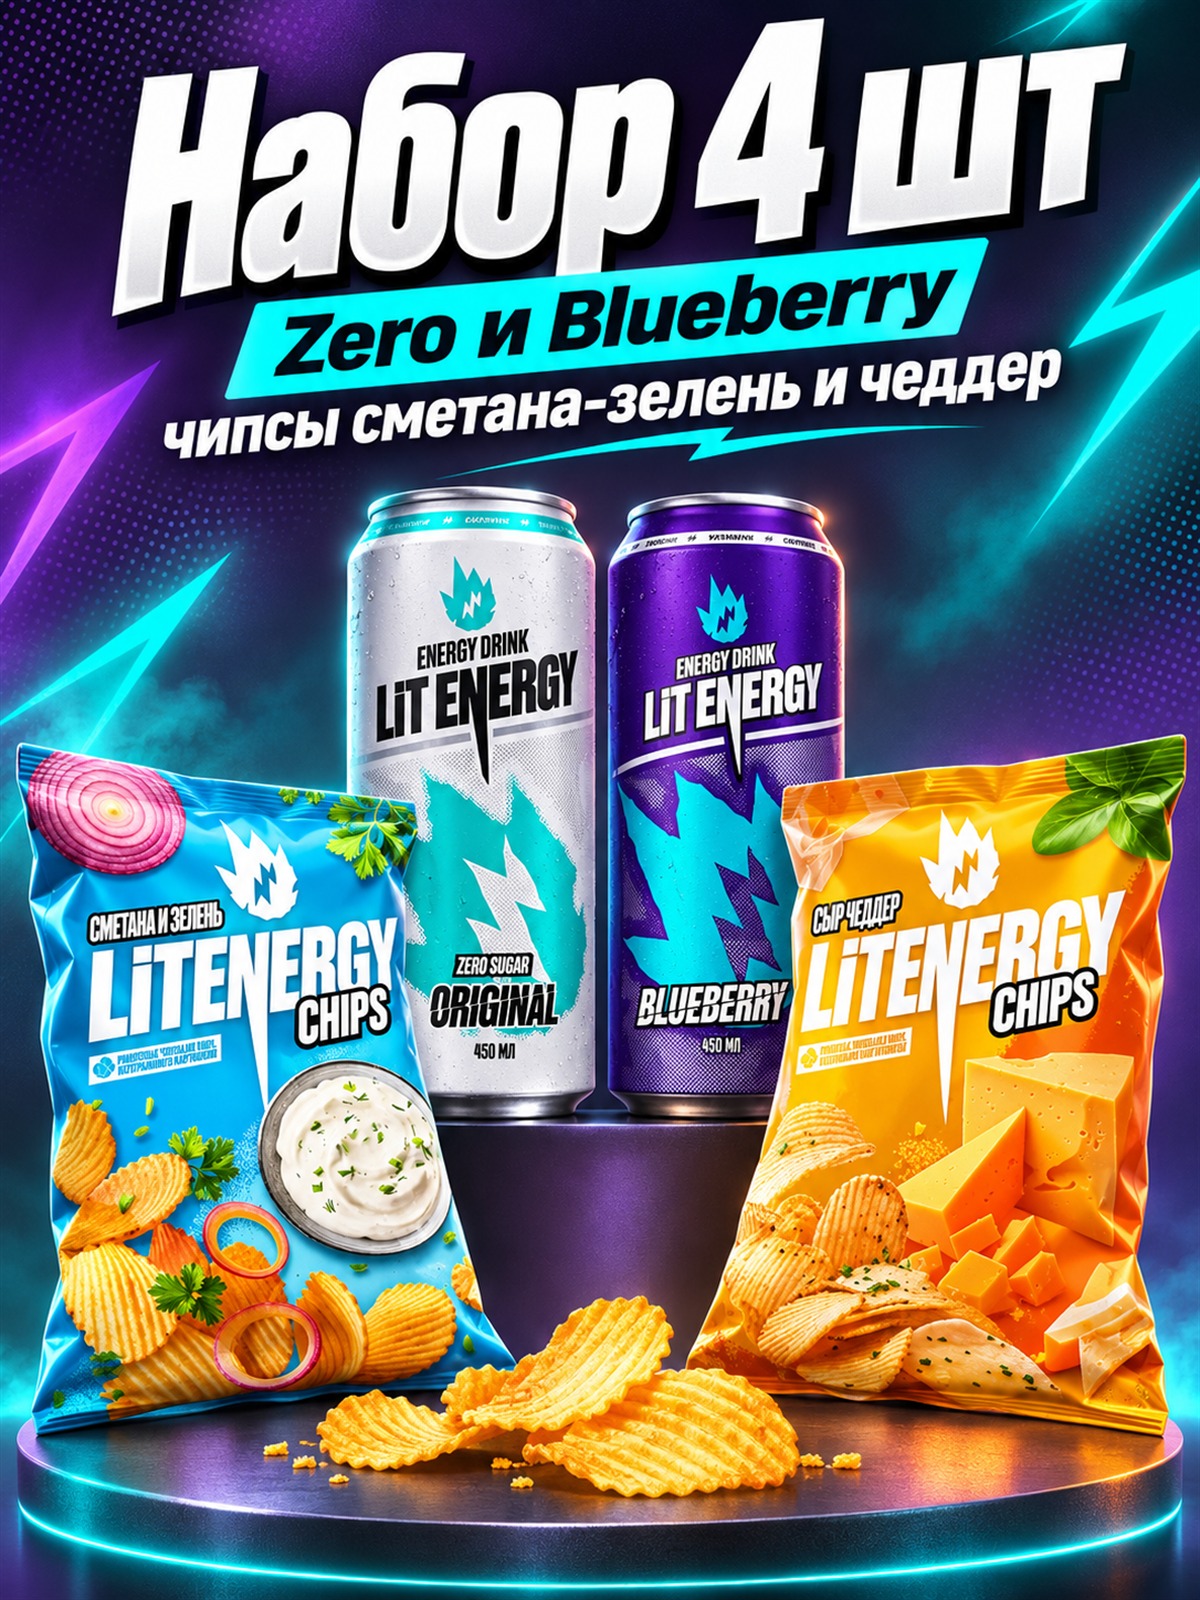 Набор 4 шт
Zero и Blueberry
чипсы сметана-зелень и чеддер
ENERGY DRINK
LiT ENERGY
ZERO SUGAR
ORIGINAL
450 МЛ
ENERGY DRINK
LiT ENERGY
BLUEBERRY
450 МЛ
СМЕТАНА И ЗЕЛЕНЬ
LiTENERGY
CHIPS
СЫР ЧЕДДЕР
LiTENERGY
CHIPS